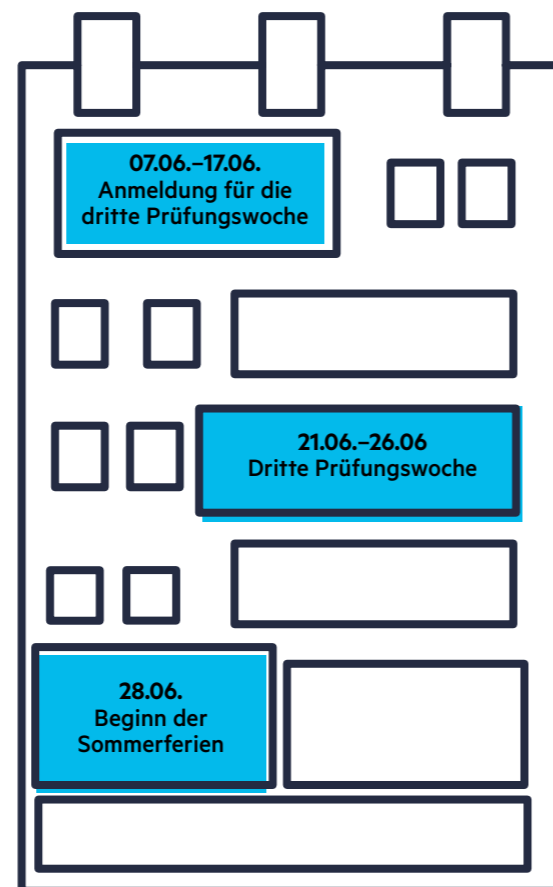 07.06.–17.06.
Anmeldung für die
dritte Prüfungswoche
21.06.–26.06
Dritte Prüfungswoche
28.06.
Beginn der
Sommerferien